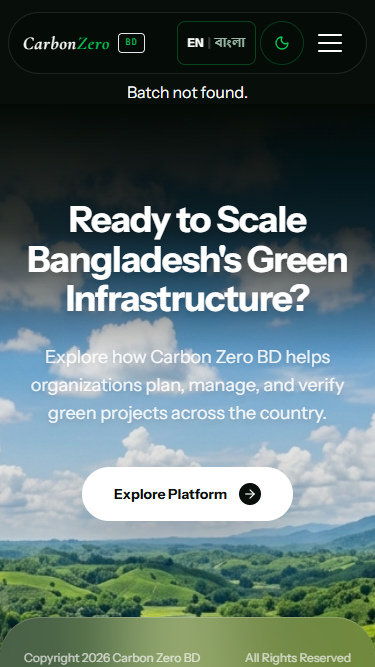 CarbonZero BD EN | বাংলা
Batch not found.
Ready to Scale
Bangladesh's Green
Infrastructure?
Explore how Carbon Zero BD helps
organizations plan, manage, and verify
green projects across the country.
Explore Platform
Copyright 2026 Carbon Zero BD All Rights Reserved